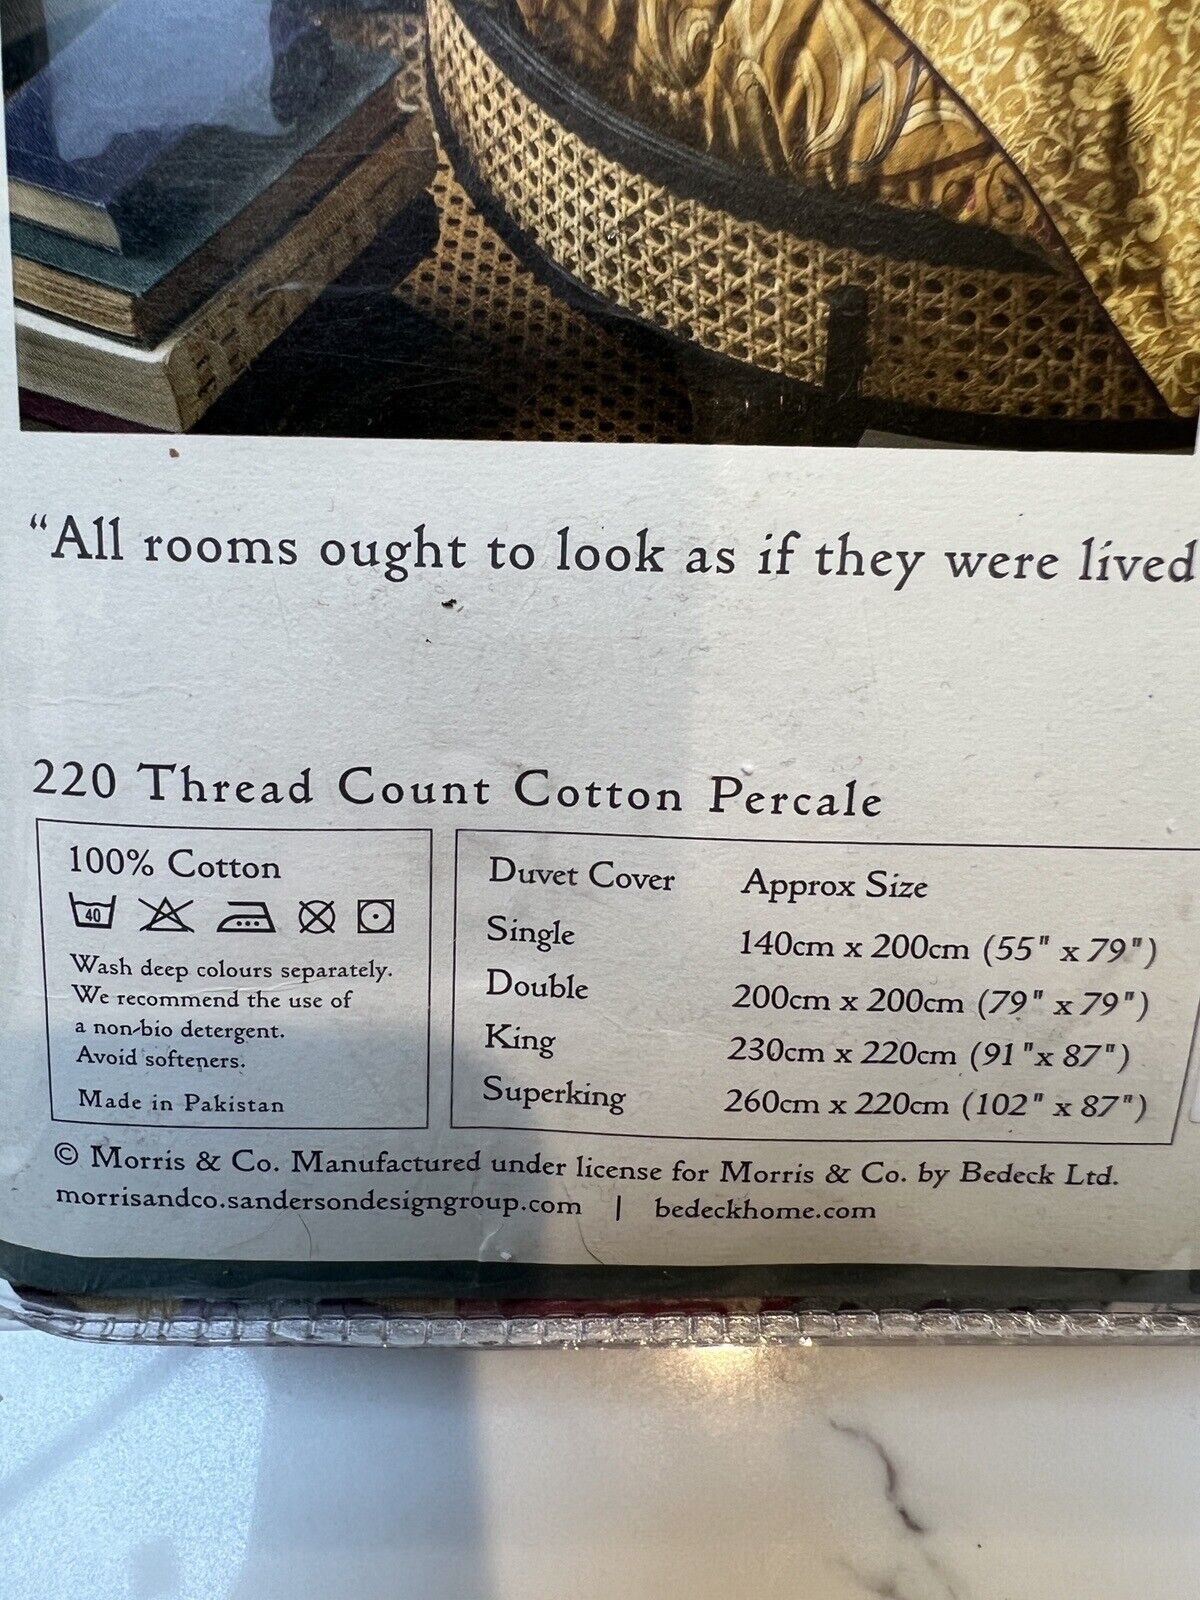 “All rooms ought to look as if they were lived
220 Thread Count Cotton Percale
100% Cotton
40
Wash deep colours separately.
We recommend the use of
a non-bio detergent.
Avoid softeners.
Made in Pakistan
Duvet Cover Approx Size
Single 140cm x 200cm (55" x 79")
Double 200cm x 200cm (79" x 79")
King 230cm x 220cm (91 "x 87")
Superking 260cm x 220cm (102" x 87")
© Morris & Co. Manufactured under license for Morris & Co. by Bedeck Ltd.
morrisandco.sandersondesigngroup.com | bedeckhome.com